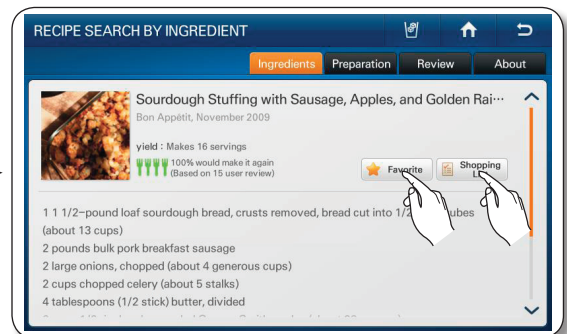 RECIPE SEARCH BY INGREDIENT
Ingredients Preparation Review About
Sourdough Stuffing with Sausage, Apples, and Golden Rai···
Bon Appétit, November 2009
yield : Makes 16 servings
100% would make it again
(Based on 15 user review)
Favorite
Shopping
1 1 1/2-pound loaf sourdough bread, crusts removed, bread cut into
(about 13 cups)
2 pounds bulk pork breakfast sausage
2 large onions, chopped (about 4 generous cups)
2 cups chopped celery (about 5 stalks)
4 tablespoons (1/2 stick) butter, divided